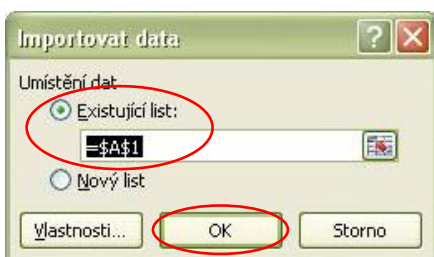 Importovat data
Umístění dat
Existující list:
=$A$1
Nový list
Vlastnosti... OK Storno